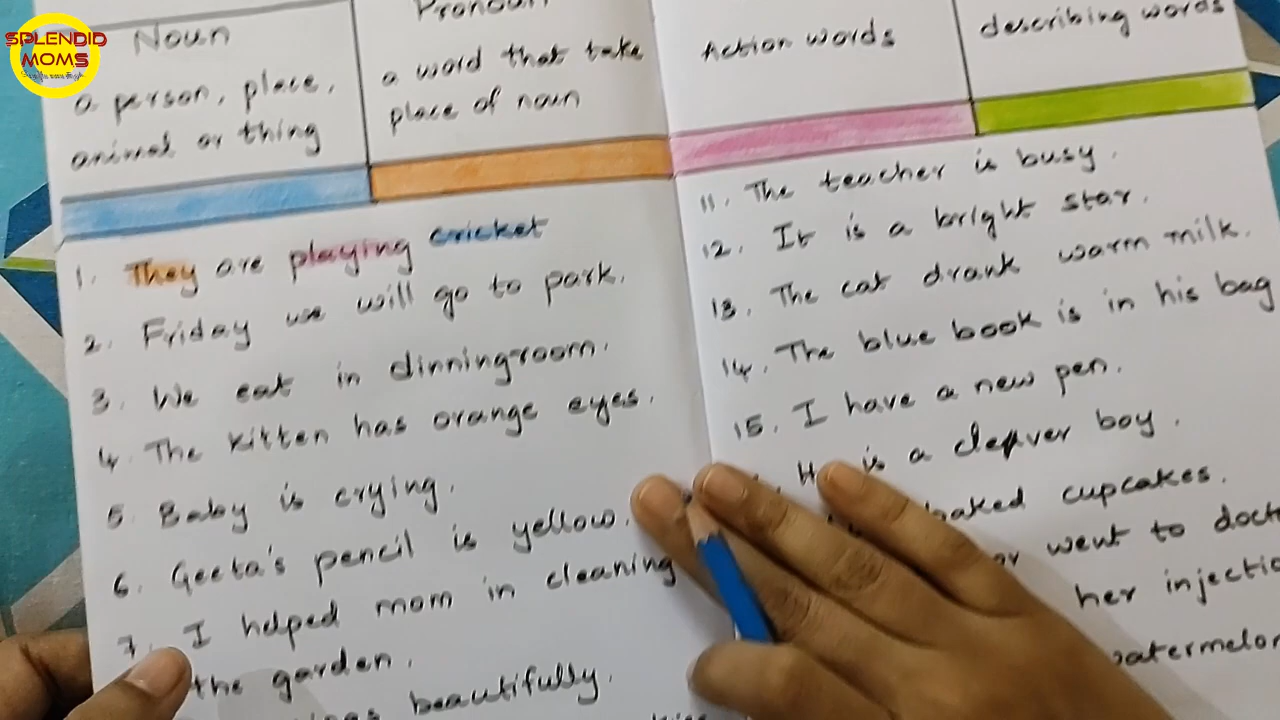 SPLENDID
MOMS
Noun
a person, place,
animal or thing
Pronoun
a word that take
place of noun
Action words
describing words
1. They are playing cricket
2. Friday we will go to park.
3. We eat in dinningroom.
4. The kitten has orange eyes.
5. Baby is crying.
6. Geeta's pencil is yellow.
7. I helped mom in cleaning
the garden.
beautifully.
11. The teacher is busy.
12. It is a bright star.
13. The cat drank warm milk.
14. The blue book is in his bag
15. I have a new pen.
is a clever boy.
baked cupcakes.
went to
her